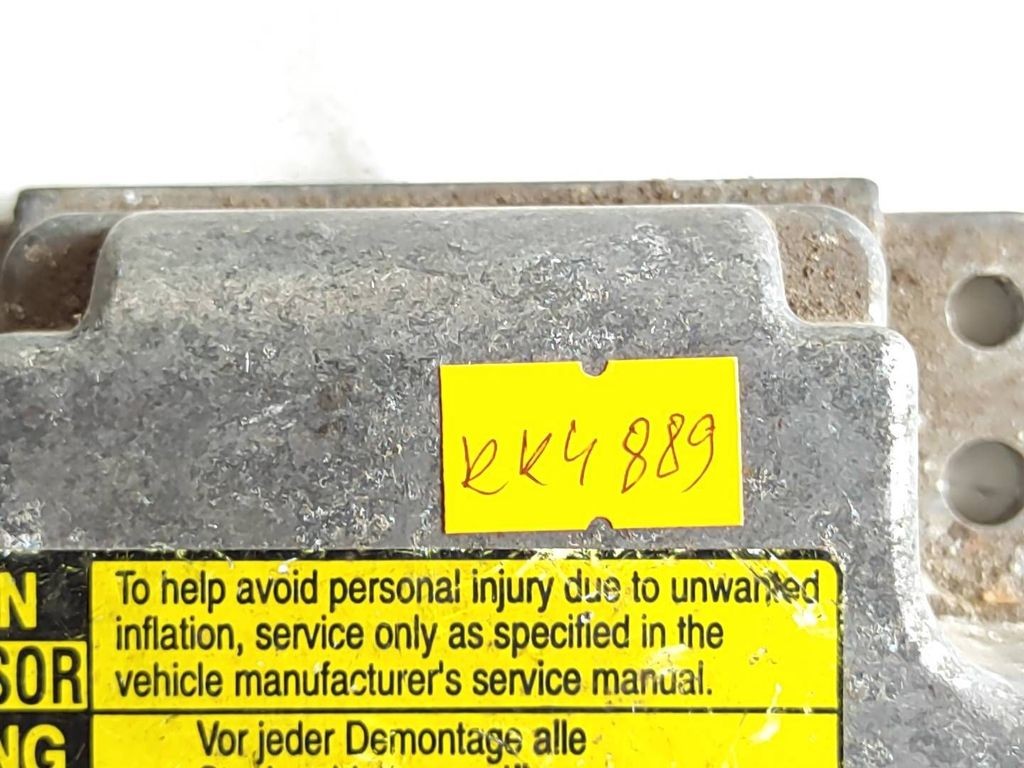 KK4889
N
To help avoid personal injury due to unwanted
inflation, service only as specified in the
SOR
vehicle manufacturer's service manual.
NG
Vor jeder Demontage alle